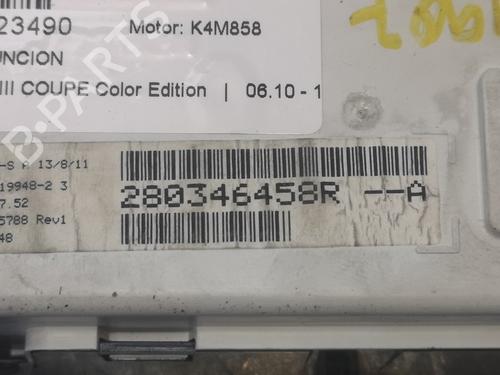 23490 Motor: K4M858
UNCION
III COUPE Color Edition | 06.10 - 1
-S A 13/8/11
19948-2 3
7.52
5788 Rev1
48
280346458R --A
B-PARTS